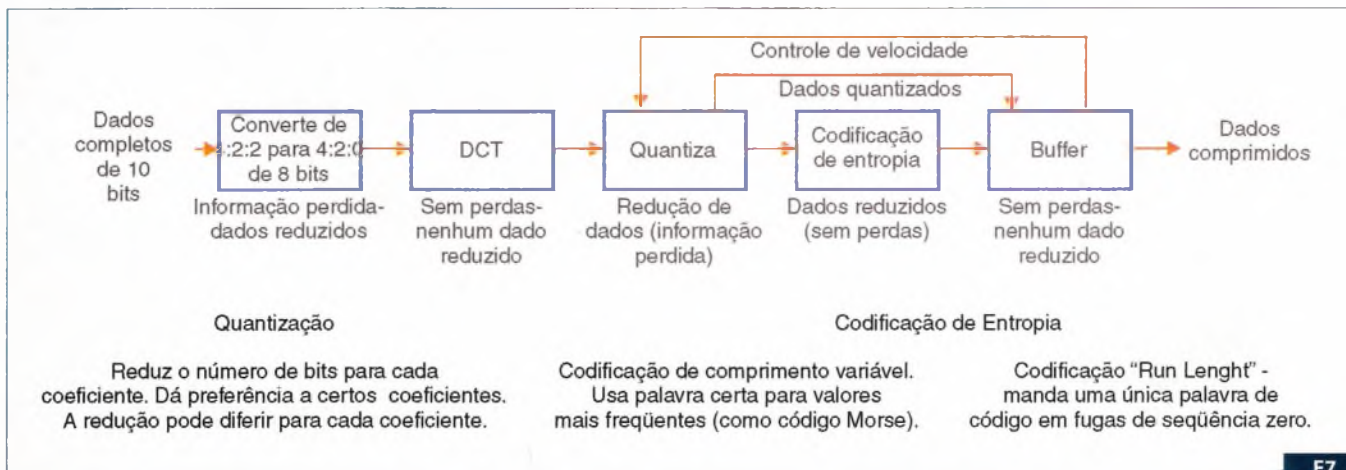 Controle de velocidade
Dados quantizados
Dados
completos
de 10
bits
Converte de
4:2:2 para 4:2:0
de 8 bits
DCT
Quantiza
Codificação
de entropia
Buffer
Dados
comprimidos
Informação perdida-
dados reduzidos
Sem perdas-
nenhum dado
reduzido
Redução de
dados (informação
perdida)
Dados reduzidos
(sem perdas)
Sem perdas-
nenhum dado
reduzido
Quantização
Reduz o número de bits para cada
coeficiente. Dá preferência a certos coeficientes.
A redução pode diferir para cada coeficiente.
Codificação de Entropia
Codificação de comprimento variável.
Usa palavra certa para valores
mais freqüentes (como código Morse).
Codificação “Run Lenght” -
manda uma única palavra de
código em fugas de seqüência zero.